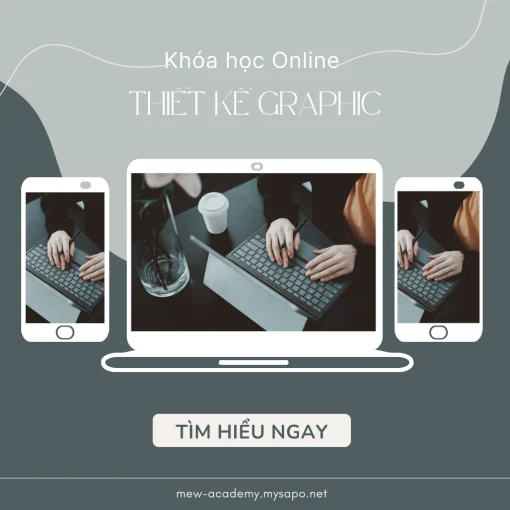 Khóa học Online
THIẾT KẾ GRAPHIC
TÌM HIỂU NGAY
mew-academy.mysapo.net